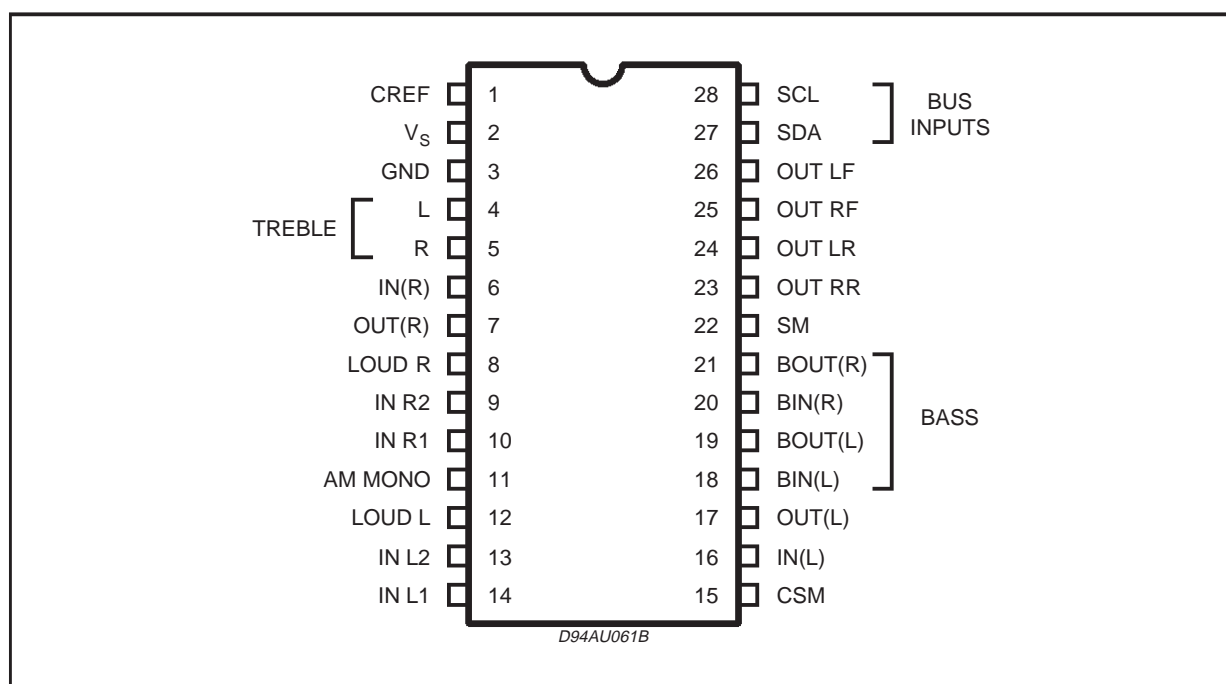 CREF 1 28 SCL
V_S 2 27 SDA
BUS INPUTS
GND 3 26 OUT LF
TREBLE
L 4 25 OUT RF
R 5 24 OUT LR
IN(R) 6 23 OUT RR
OUT(R) 7 22 SM
LOUD R 8 21 BOUT(R)
IN R2 9 20 BIN(R)
BASS
IN R1 10 19 BOUT(L)
AM MONO 11 18 BIN(L)
LOUD L 12 17 OUT(L)
IN L2 13 16 IN(L)
IN L1 14 15 CSM
D94AU061B